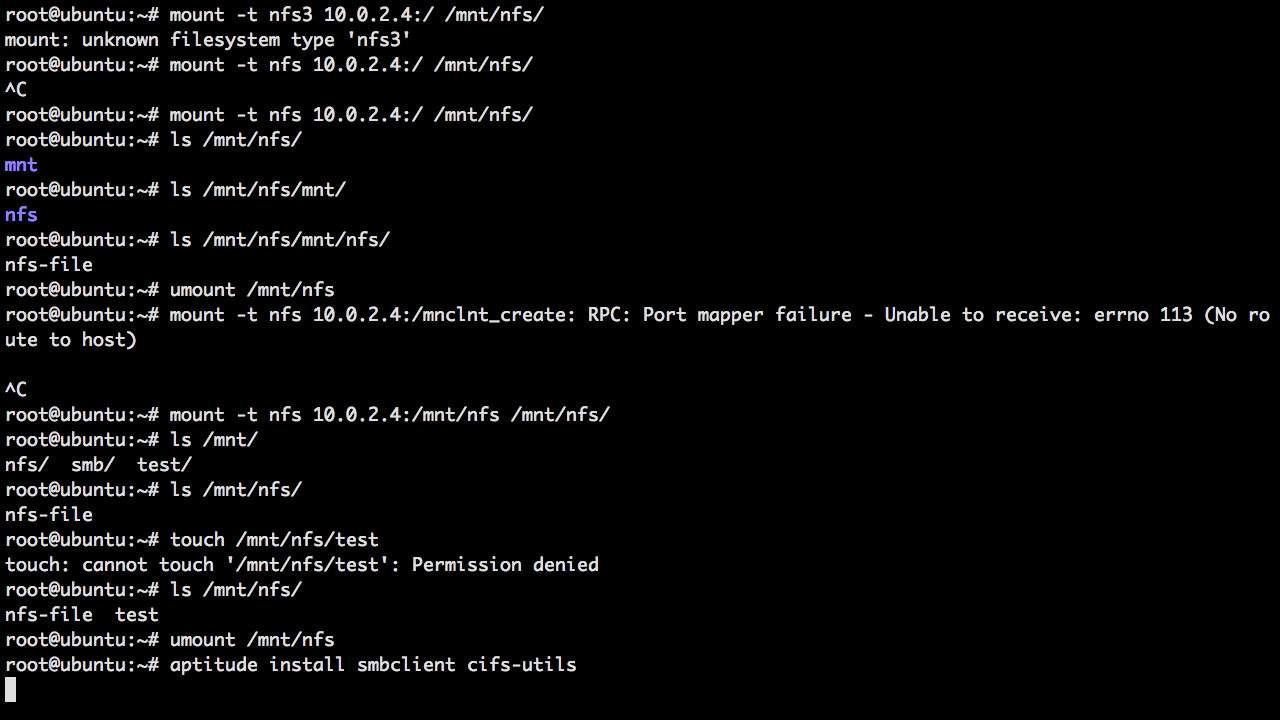 root@ubuntu:~# mount -t nfs3 10.0.2.4:/ /mnt/nfs/
mount: unknown filesystem type 'nfs3'
root@ubuntu:~# mount -t nfs 10.0.2.4:/ /mnt/nfs/
^C
root@ubuntu:~# mount -t nfs 10.0.2.4:/ /mnt/nfs/
root@ubuntu:~# ls /mnt/nfs/
mnt
root@ubuntu:~# ls /mnt/nfs/mnt/
nfs
root@ubuntu:~# ls /mnt/nfs/mnt/nfs/
nfs-file
root@ubuntu:~# umount /mnt/nfs
root@ubuntu:~# mount -t nfs 10.0.2.4:/mnclnt_create: RPC: Port mapper failure - Unable to receive: errno 113 (No ro
ute to host)
^C
root@ubuntu:~# mount -t nfs 10.0.2.4:/mnt/nfs /mnt/nfs/
root@ubuntu:~# ls /mnt/
nfs/  smb/  test/
root@ubuntu:~# ls /mnt/nfs/
nfs-file
root@ubuntu:~# touch /mnt/nfs/test
touch: cannot touch '/mnt/nfs/test': Permission denied
root@ubuntu:~# ls /mnt/nfs/
nfs-file  test
root@ubuntu:~# umount /mnt/nfs
root@ubuntu:~# aptitude install smbclient cifs-utils